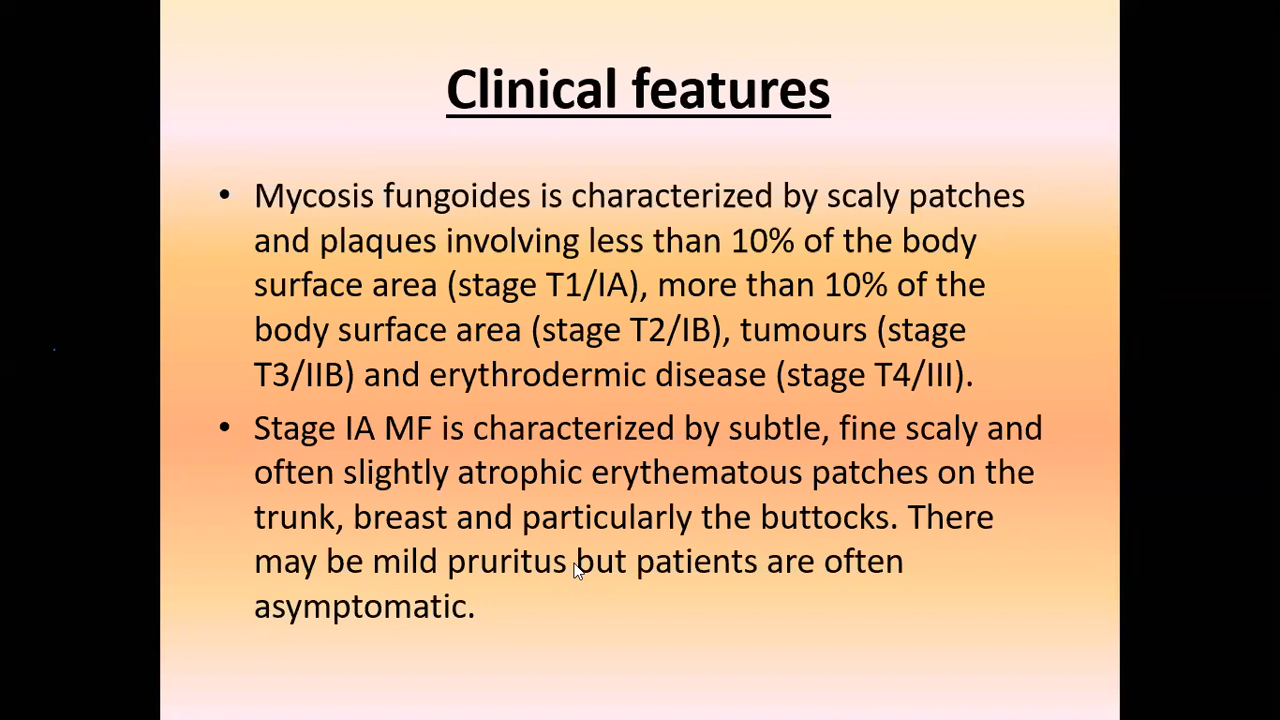 Clinical features
• Mycosis fungoides is characterized by scaly patches
and plaques involving less than 10% of the body
surface area (stage T1/IA), more than 10% of the
body surface area (stage T2/IB), tumours (stage
T3/IIB) and erythrodermic disease (stage T4/III).
• Stage IA MF is characterized by subtle, fine scaly and
often slightly atrophic erythematous patches on the
trunk, breast and particularly the buttocks. There
may be mild pruritus but patients are often
asymptomatic.